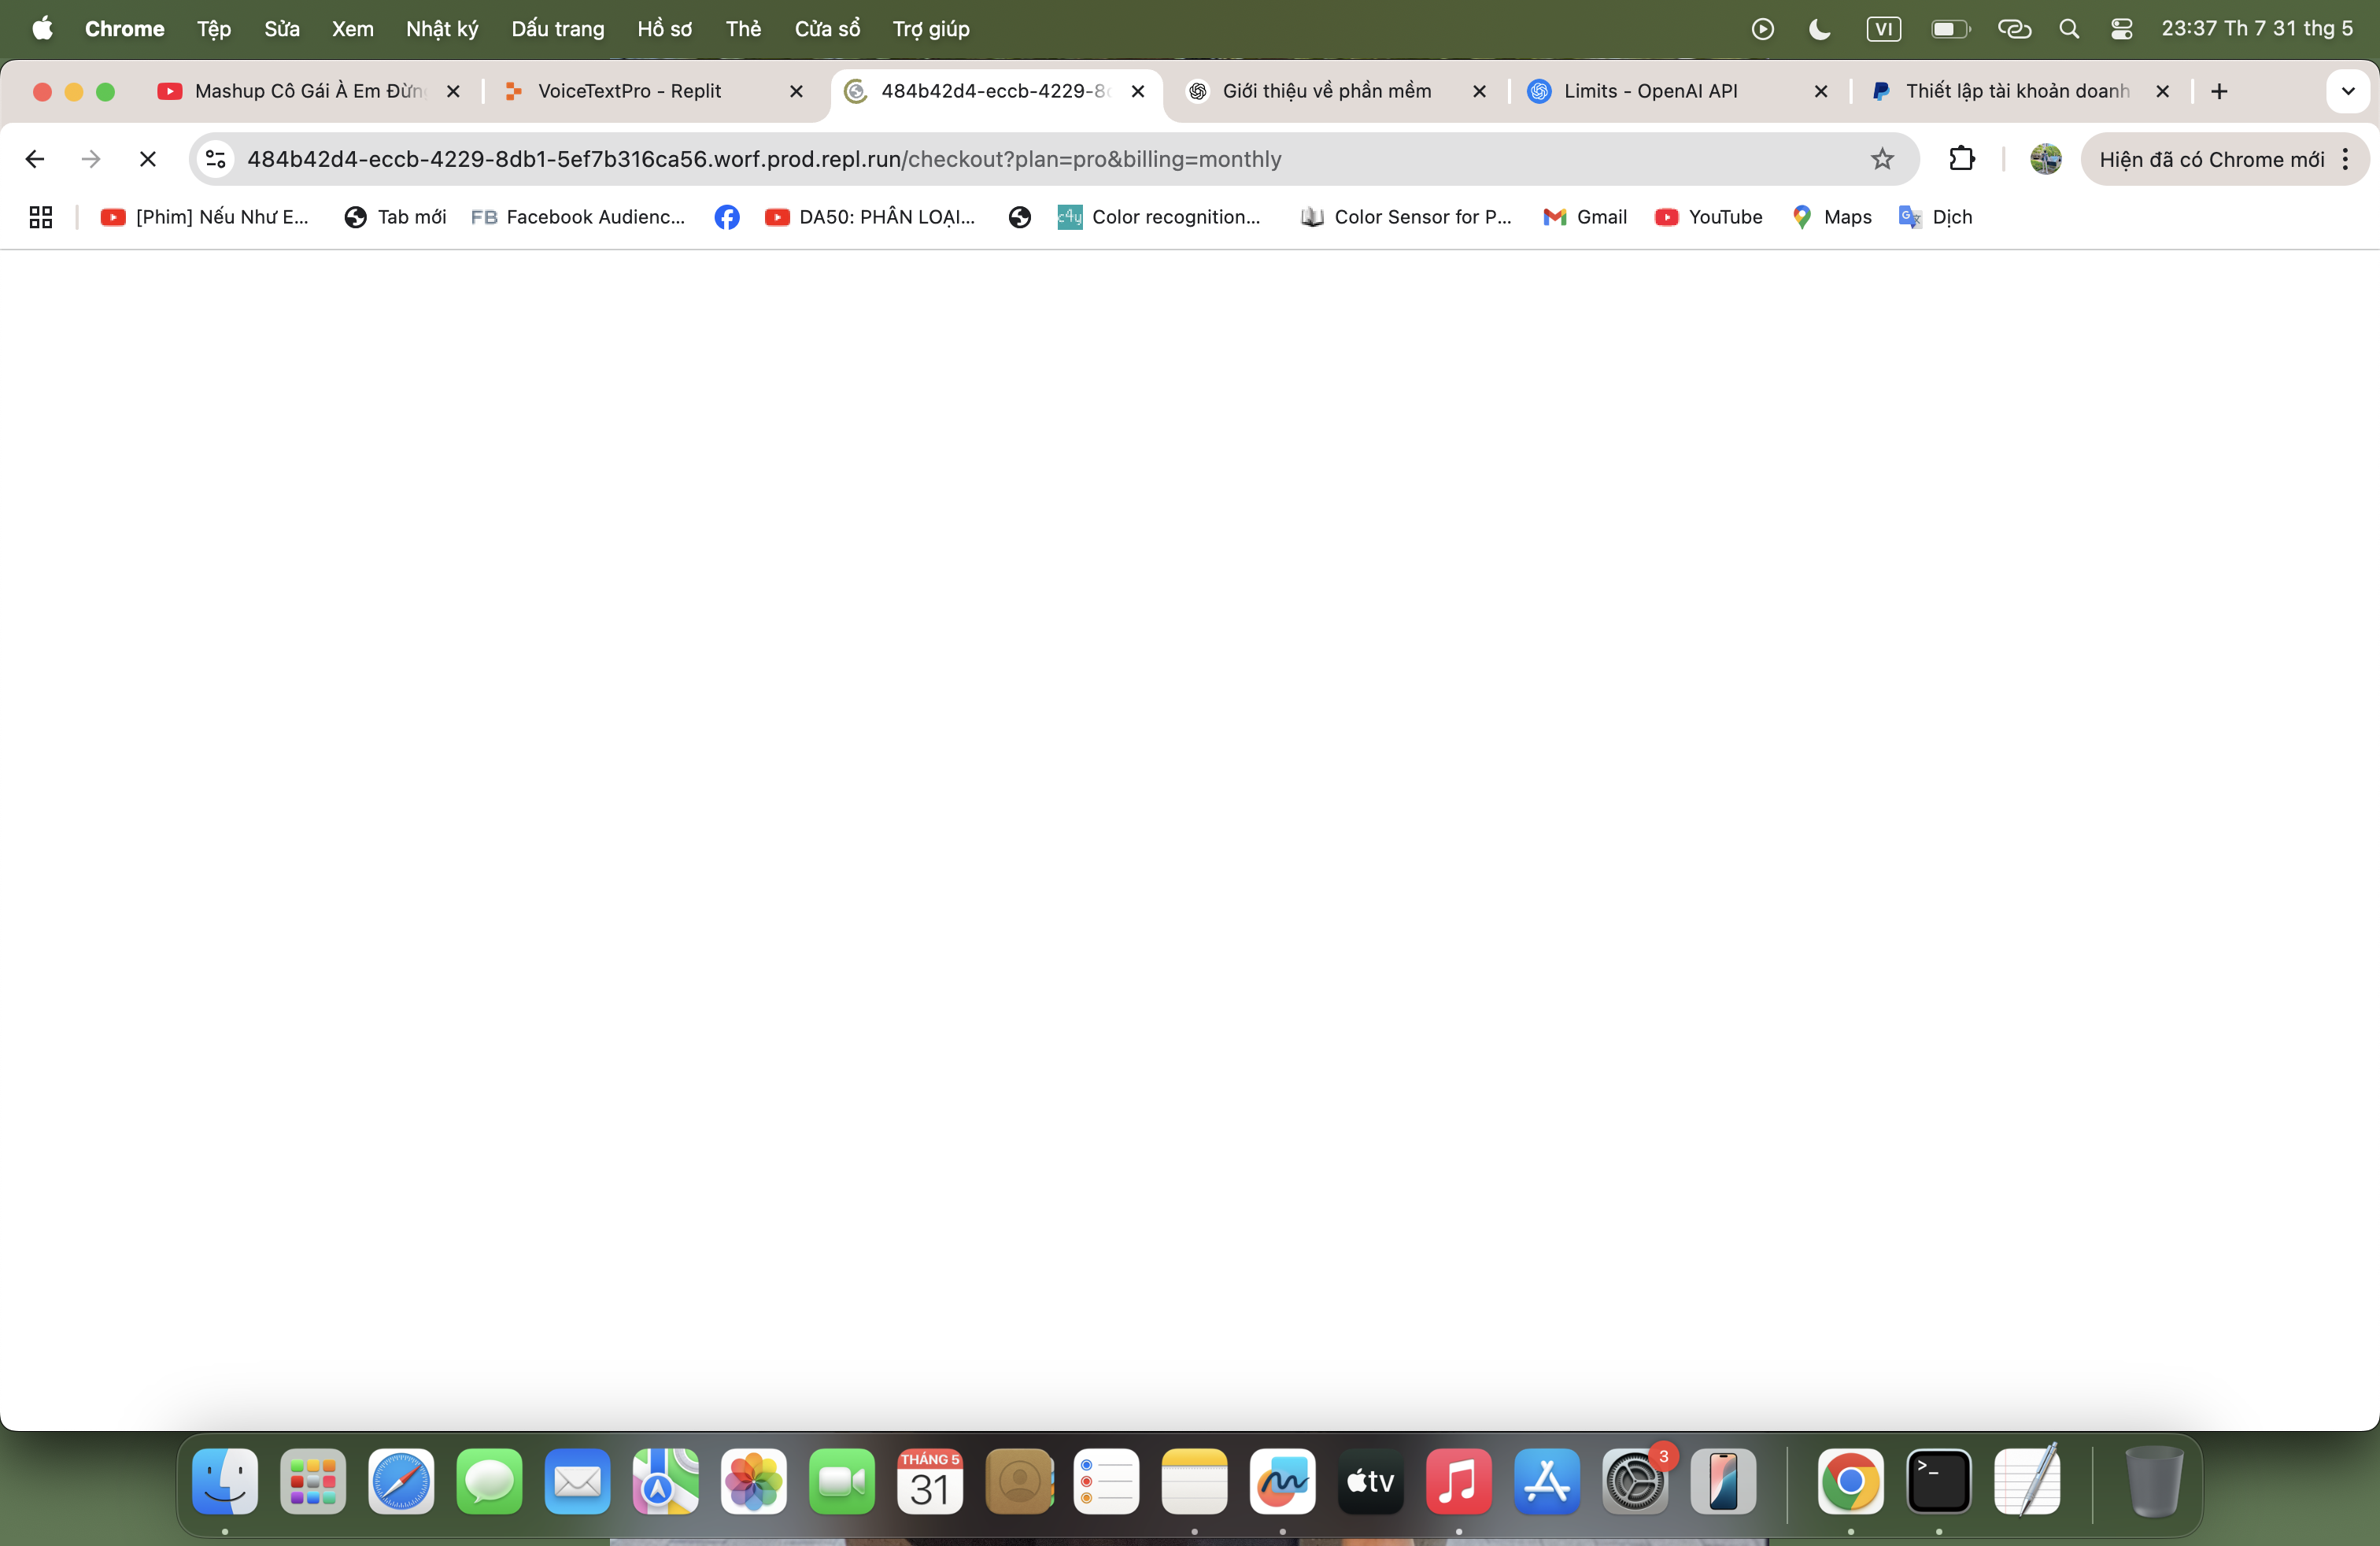 Chrome Tệp Sửa Xem Nhật ký Dấu trang Hồ sơ Thẻ Cửa sổ Trợ giúp VI 23:37 Th 7 31 thg 5
Mashup Cô Gái À Em Đừng VoiceTextPro - Replit 484b42d4-eccb-4229-8d Giới thiệu về phần mềm Limits - OpenAI API Thiết lập tài khoản doanh
484b42d4-eccb-4229-8db1-5ef7b316ca56.worf.prod.repl.run/checkout?plan=pro&billing=monthly Hiện đã có Chrome mới
[Phim] Nếu Như E... Tab mới FB Facebook Audienc... DA50: PHÂN LOẠI... c4y Color recognition... Color Sensor for P... Gmail YouTube Maps Dịch
THÁNG 5
31 tv 3 >_